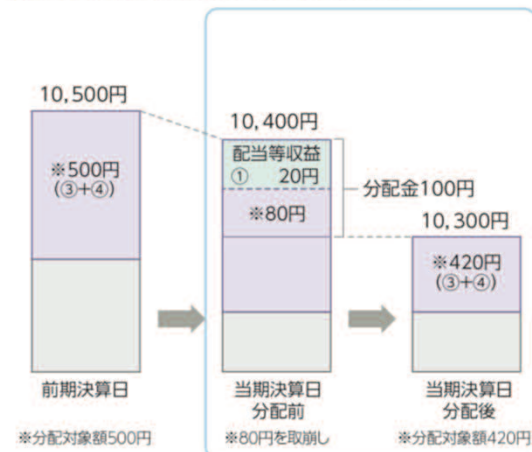 10,500円
※500円
(③+④)
前期決算日
※分配対象額500円
10,400円
配当等収益
① 20円
※80円
分配金100円
当期決算日
分配前
※80円を取崩し
10,300円
※420円
(③+④)
当期決算日
分配後
※分配対象額420円